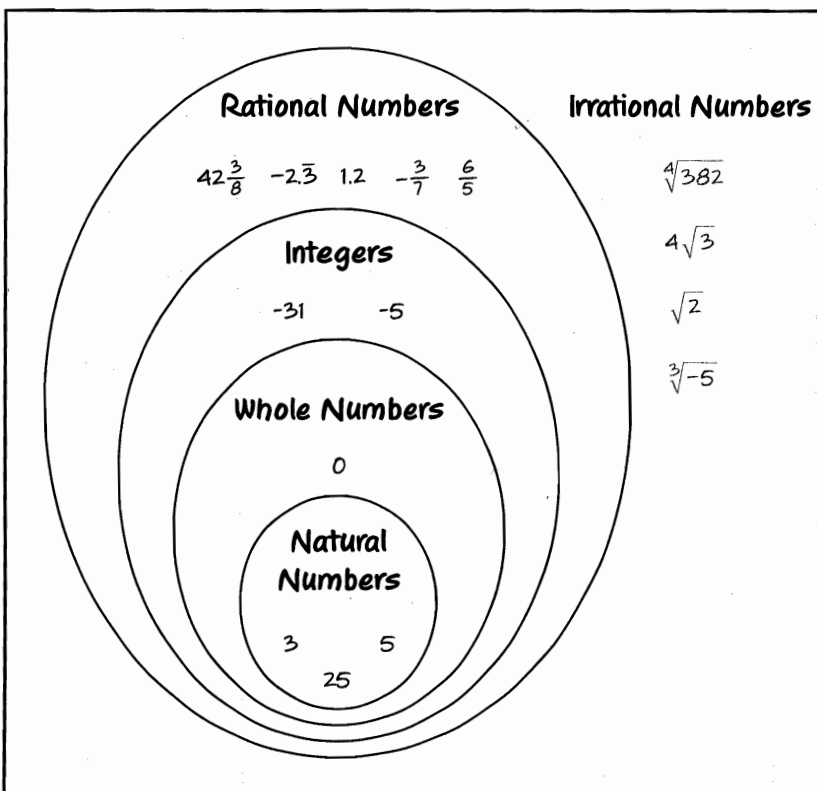 Rational Numbers
Irrational Numbers
42 3/8 -2.3̅ 1.2 -3/7 6/5
∜382
4√3
√2
∛-5
Integers
-31 -5
Whole Numbers
0
Natural
Numbers
3 5
25